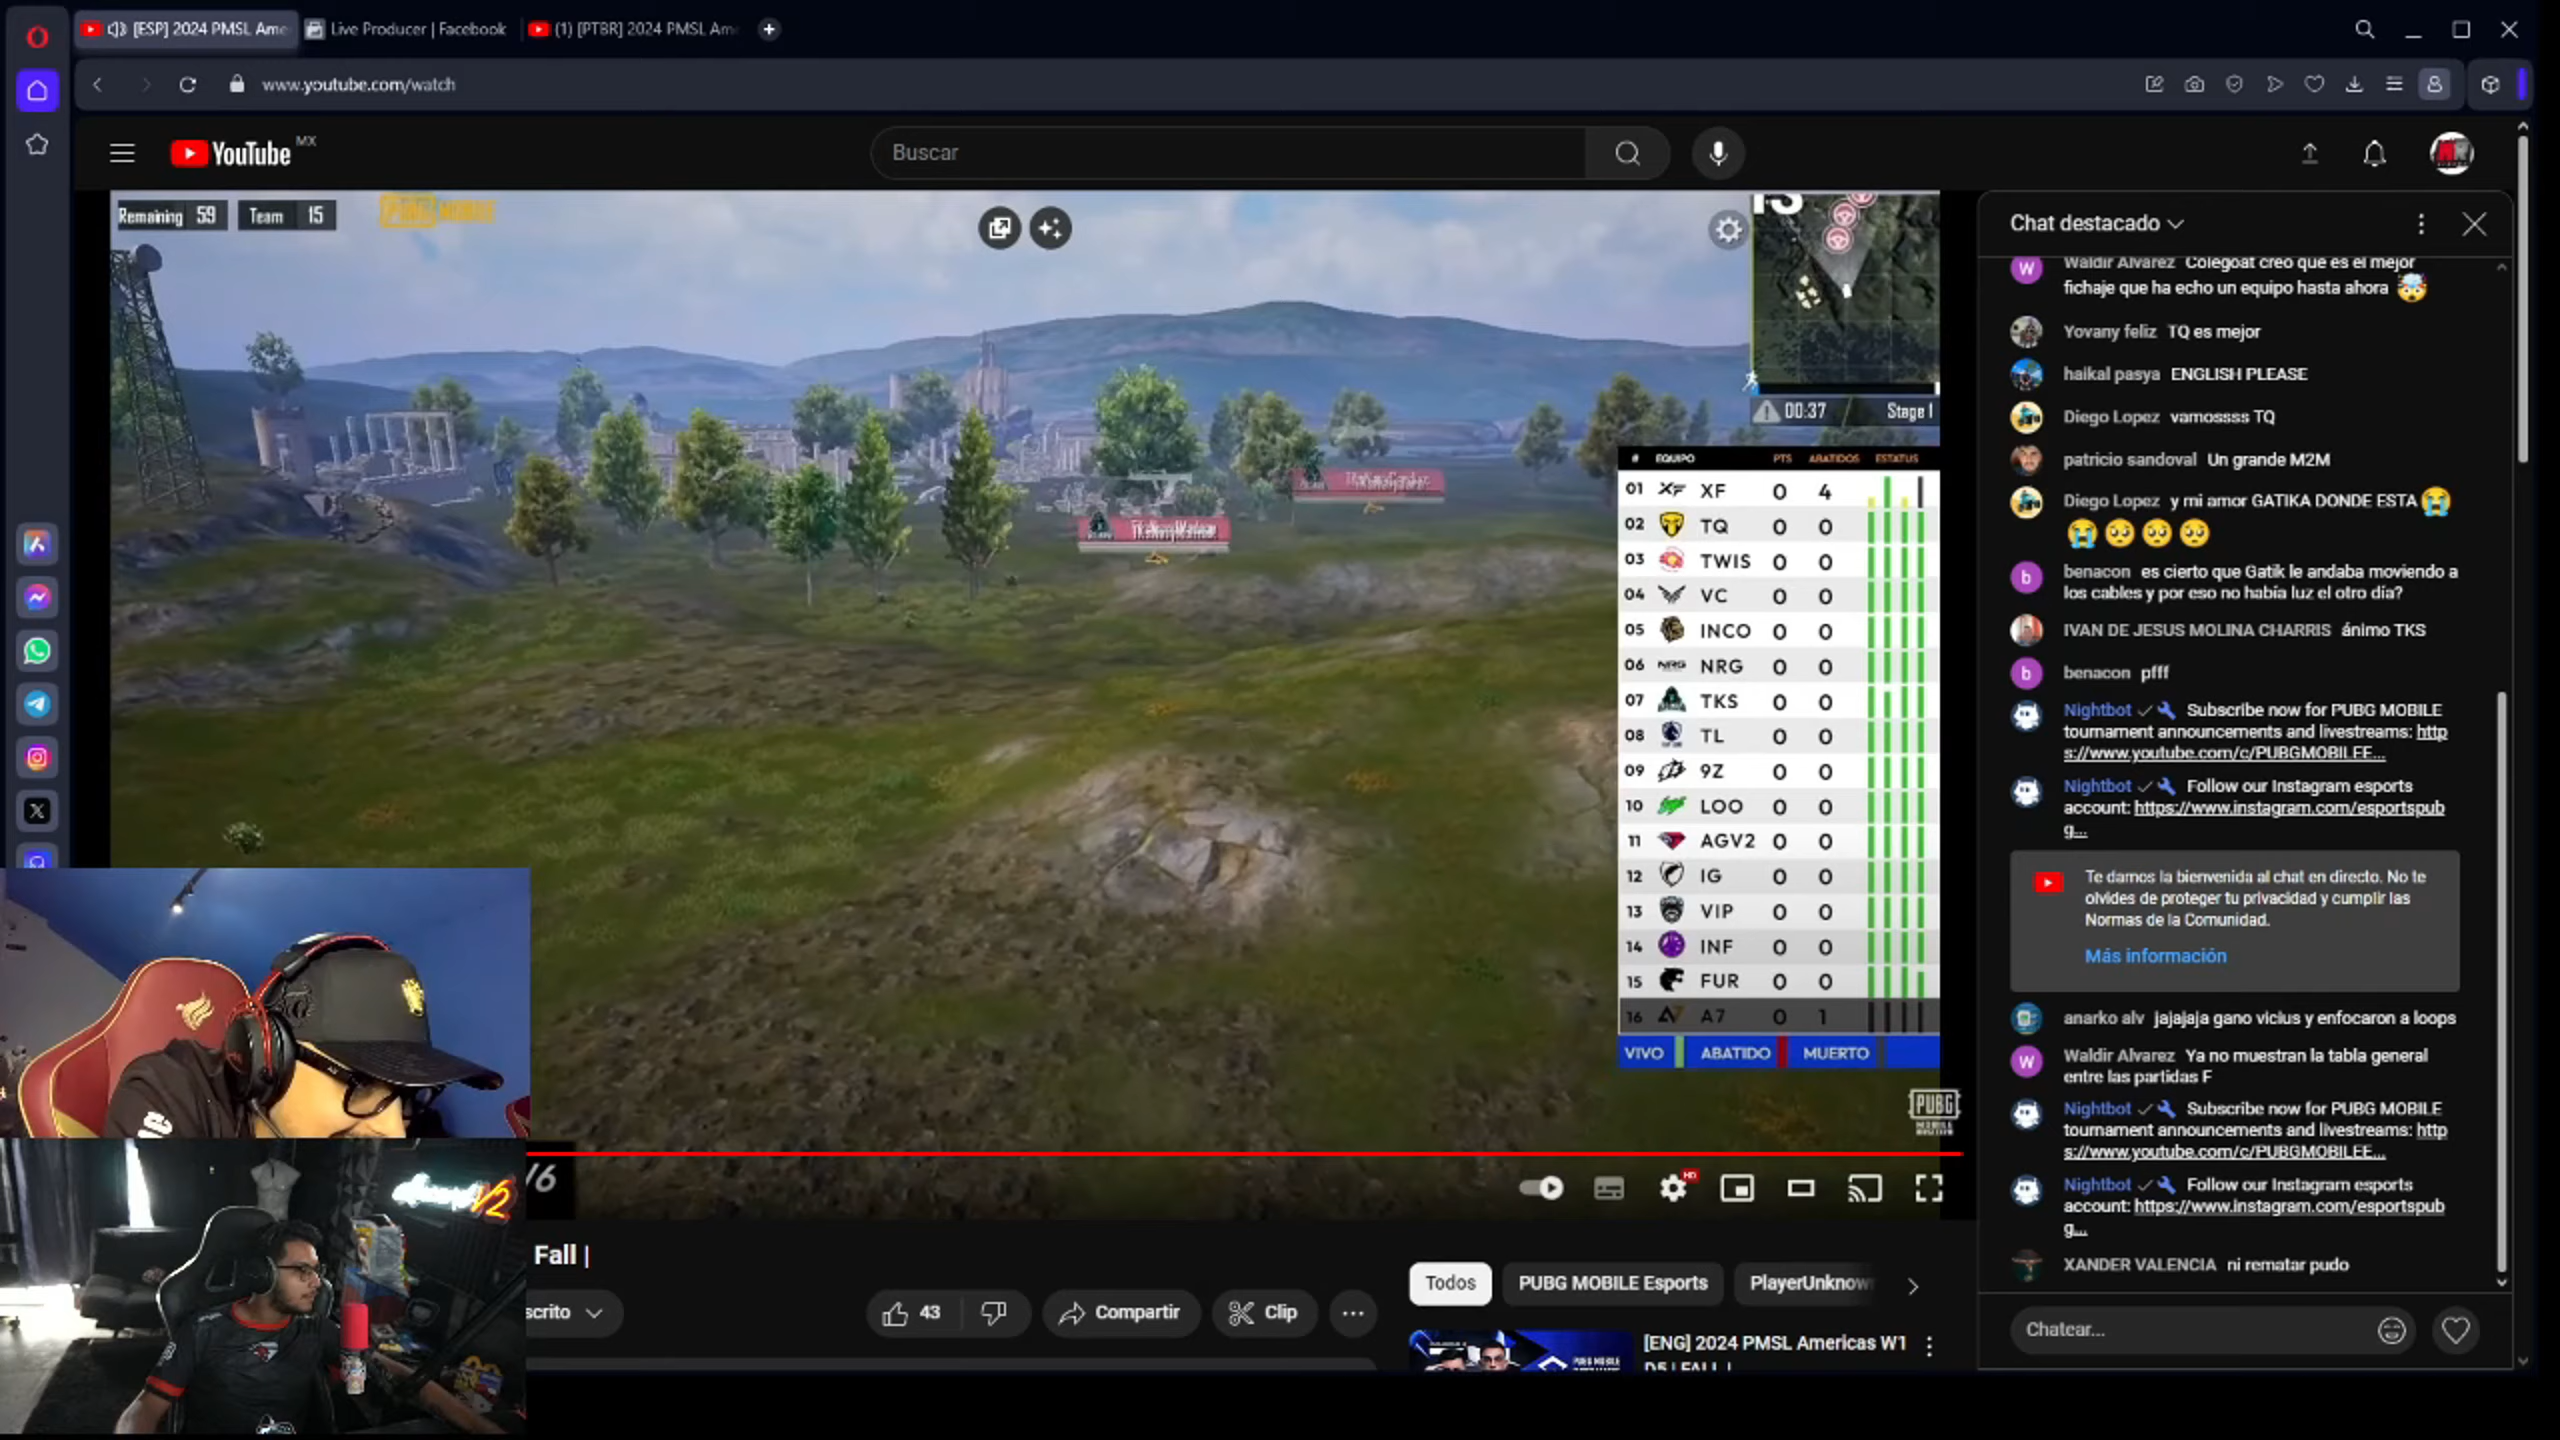 [ESP] 2024 PMSL Ame
Live Producer | Facebook
(1) [PTBR] 2024 PMSL Am
www.youtube.com/watch
YouTube MX
Buscar
Remaining 59
Team 15
PUBG MOBILE
00:37
Stage 1
# EQUIPO PTS ABATIDOS ESTATUS
01 XF 0 4
02 TQ 0 0
03 TWIS 0 0
04 VC 0 0
05 INCO 0 0
06 NRG NRG 0 0
07 TKS 0 0
08 TL 0 0
09 9Z 0 0
10 LOO 0 0
11 AGV2 0 0
12 IG 0 0
13 VIP 0 0
14 INF 0 0
15 FUR 0 0
16 A7 0 1
VIVO ABATIDO MUERTO
PUBG
MOBILE
/6
HD
Fall |
scrito
43
Compartir
Clip
Todos
PUBG MOBILE Esports
PlayerUnknow
[ENG] 2024 PMSL Americas W1
D5 | FALL |
V2
Chat destacado
Waldir Alvarez Colegoat creo que es el mejor
fichaje que ha echo un equipo hasta ahora 🤯
Yovany feliz TQ es mejor
haikal pasya ENGLISH PLEASE
Diego Lopez vamossss TQ
patricio sandoval Un grande M2M
Diego Lopez y mi amor GATIKA DONDE ESTA 😭
😭🥺🥺🥺
benacon es cierto que Gatik le andaba moviendo a
los cables y por eso no había luz el otro día?
IVAN DE JESUS MOLINA CHARRIS ánimo TKS
benacon pfff
Nightbot Subscribe now for PUBG MOBILE
tournament announcements and livestreams: http
s://www.youtube.com/c/PUBGMOBILEE...
Nightbot Follow our Instagram esports
account: https://www.instagram.com/esportspub
g...
Te damos la bienvenida al chat en directo. No te
olvides de proteger tu privacidad y cumplir las
Normas de la Comunidad.
Más información
anarko alv jajajaja gano vicius y enfocaron a loops
Waldir Alvarez Ya no muestran la tabla general
entre las partidas F
Nightbot Subscribe now for PUBG MOBILE
tournament announcements and livestreams: http
s://www.youtube.com/c/PUBGMOBILEE...
Nightbot Follow our Instagram esports
account: https://www.instagram.com/esportspub
g...
XANDER VALENCIA ni rematar pudo
Chatear...